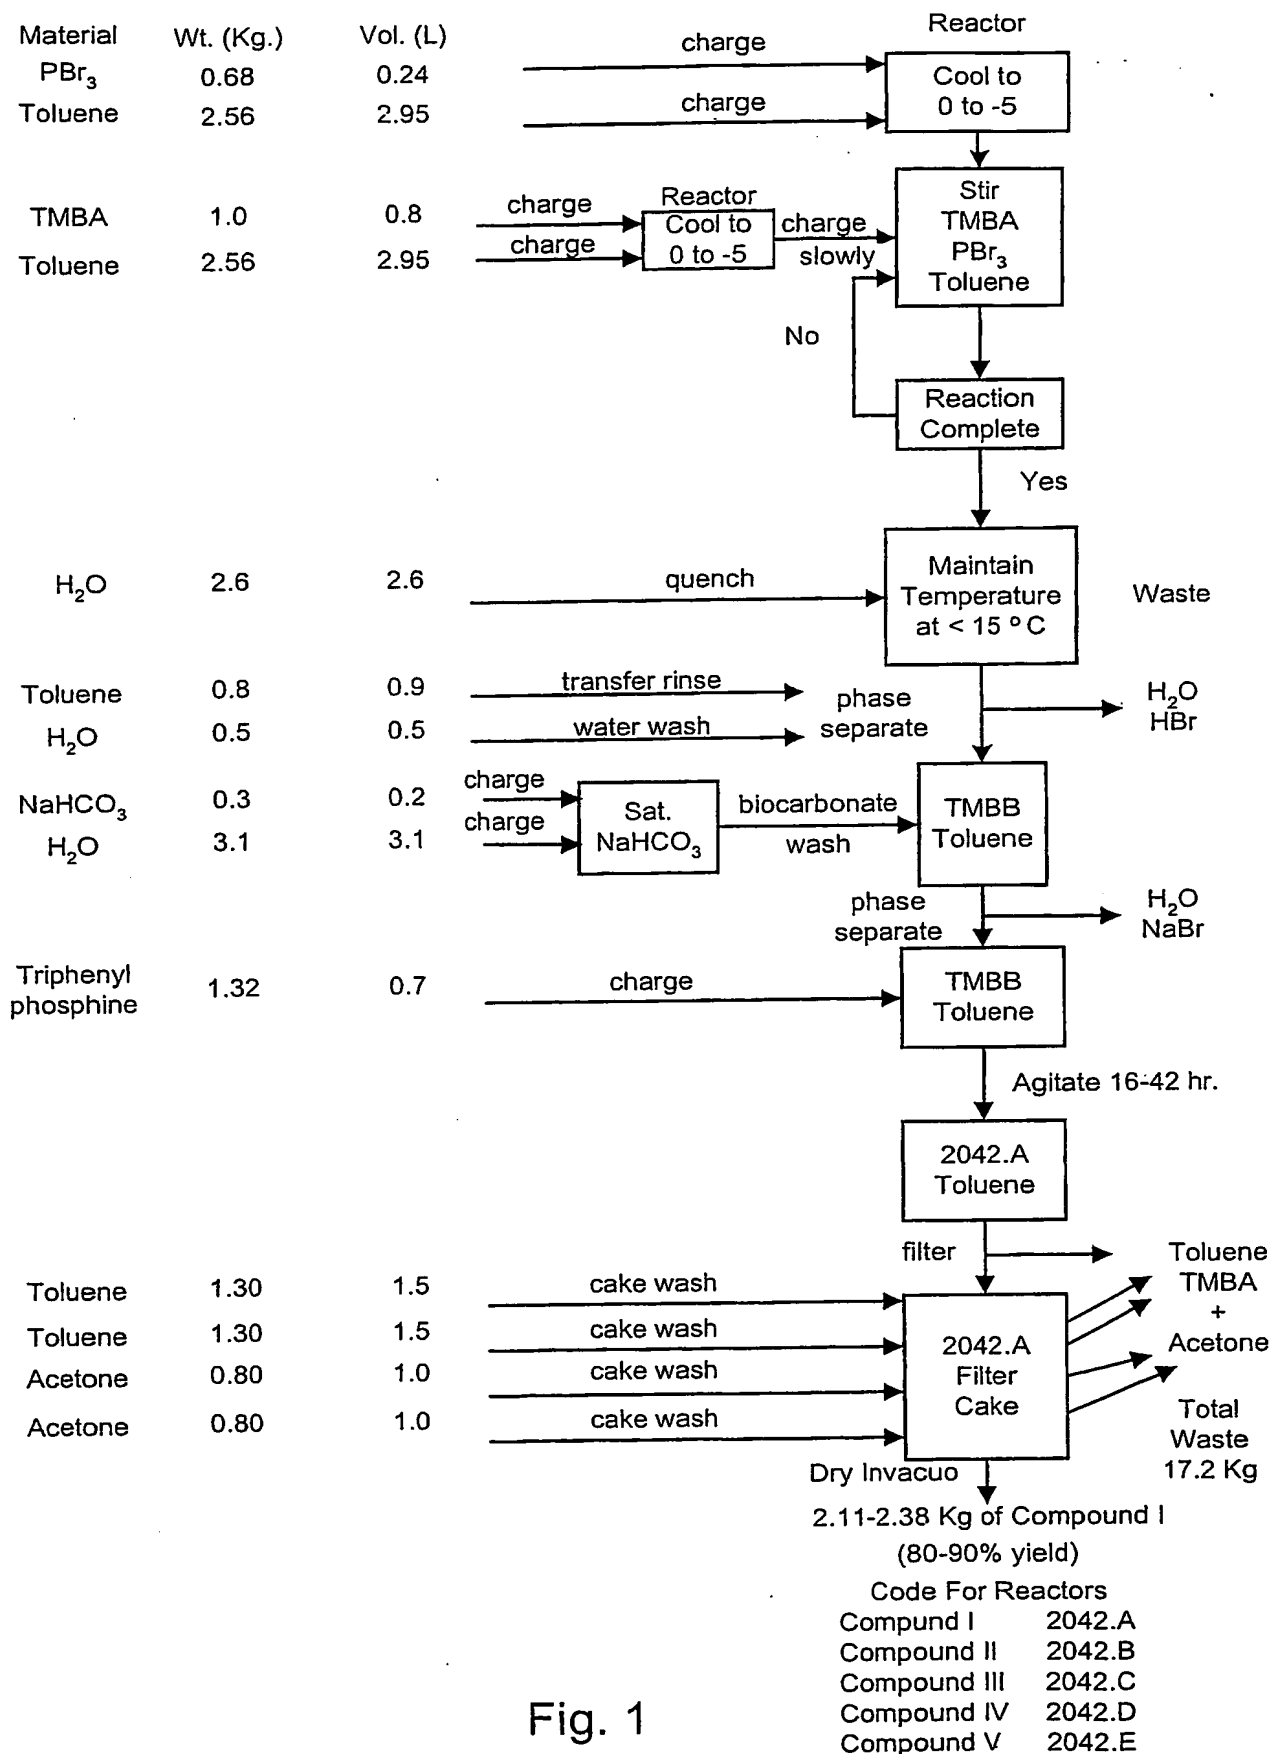 Material Wt. (Kg.) Vol. (L)
Reactor
PBr3 0.68 0.24 charge
Toluene 2.56 2.95 charge
Cool to
0 to -5
TMBA 1.0 0.8 charge
Toluene 2.56 2.95 charge
Reactor
Cool to
0 to -5
charge
slowly
Stir
TMBA
PBr3
Toluene
No
Reaction
Complete
Yes
H2O 2.6 2.6 quench
Maintain
Temperature
at < 15 º C
Waste
Toluene 0.8 0.9 transfer rinse
H2O 0.5 0.5 water wash
phase
separate
H2O
HBr
NaHCO3 0.3 0.2 charge
H2O 3.1 3.1 charge
Sat.
NaHCO3
biocarbonate
wash
TMBB
Toluene
phase
separate
H2O
NaBr
Triphenyl
phosphine 1.32 0.7 charge
TMBB
Toluene
Agitate 16-42 hr.
2042.A
Toluene
filter
Toluene 1.30 1.5 cake wash
Toluene 1.30 1.5 cake wash
Acetone 0.80 1.0 cake wash
Acetone 0.80 1.0 cake wash
2042.A
Filter
Cake
Toluene
TMBA
+
Acetone
Total
Waste
17.2 Kg
Dry Invacuo
2.11-2.38 Kg of Compound I
(80-90% yield)
Code For Reactors
Compund I 2042.A
Compound II 2042.B
Compound III 2042.C
Compound IV 2042.D
Compound V 2042.E
Fig. 1